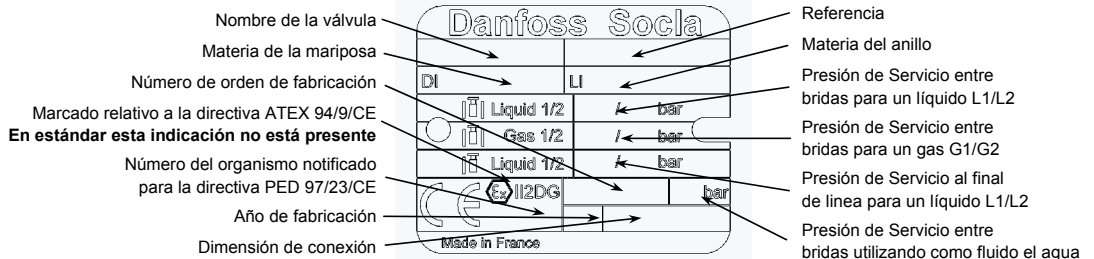 Nombre de la válvula
Materia de la mariposa
Número de orden de fabricación
Marcado relativo a la directiva ATEX 94/9/CE
En estándar esta indicación no está presente
Número del organismo notificado
para la directiva PED 97/23/CE
Año de fabricación
Dimensión de conexión
Danfoss Socla
DI LI
Liquid 1/2 / bar
Gas 1/2 / bar
Liquid 1/2 / bar
CE Ex II2DG bar
Made in France
Referencia
Materia del anillo
Presión de Servicio entre
bridas para un líquido L1/L2
Presión de Servicio entre
bridas para un gas G1/G2
Presión de Servicio al final
de linea para un líquido L1/L2
Presión de Servicio entre
bridas utilizando como fluido el agua